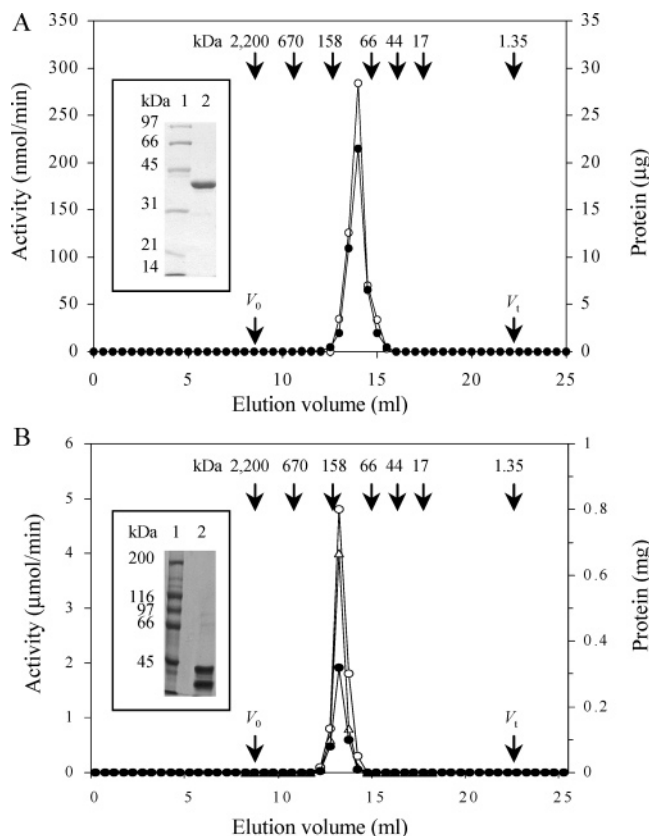 A
kDa 2,200 670 158 66 44 17 1.35
350
300
250
200
150
100
50
0
Activity (nmol/min)
35
30
25
20
15
10
5
0
Protein (µg)
kDa 1 2
97
66
45
31
21
14
V0
Vt
0 5 10 15 20 25
Elution volume (ml)
B
kDa 2,200 670 158 66 44 17 1.35
6
5
4
3
2
1
0
Activity (µmol/min)
1
0.8
0.6
0.4
0.2
0
Protein (mg)
kDa 1 2
200
116
97
66
45
V0
Vt
0 5 10 15 20 25
Elution volume (ml)